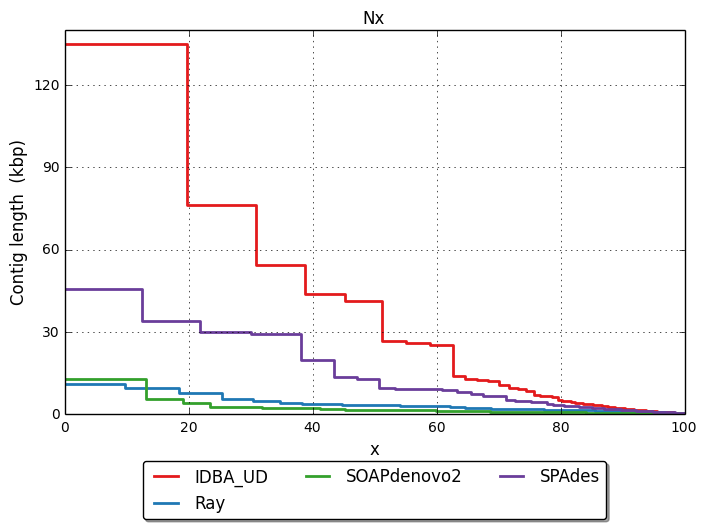 Nx
Contig length (kbp)
120
90
60
30
0
0 20 40 60 80 100
x
IDBA_UD SOAPdenovo2 SPAdes
Ray